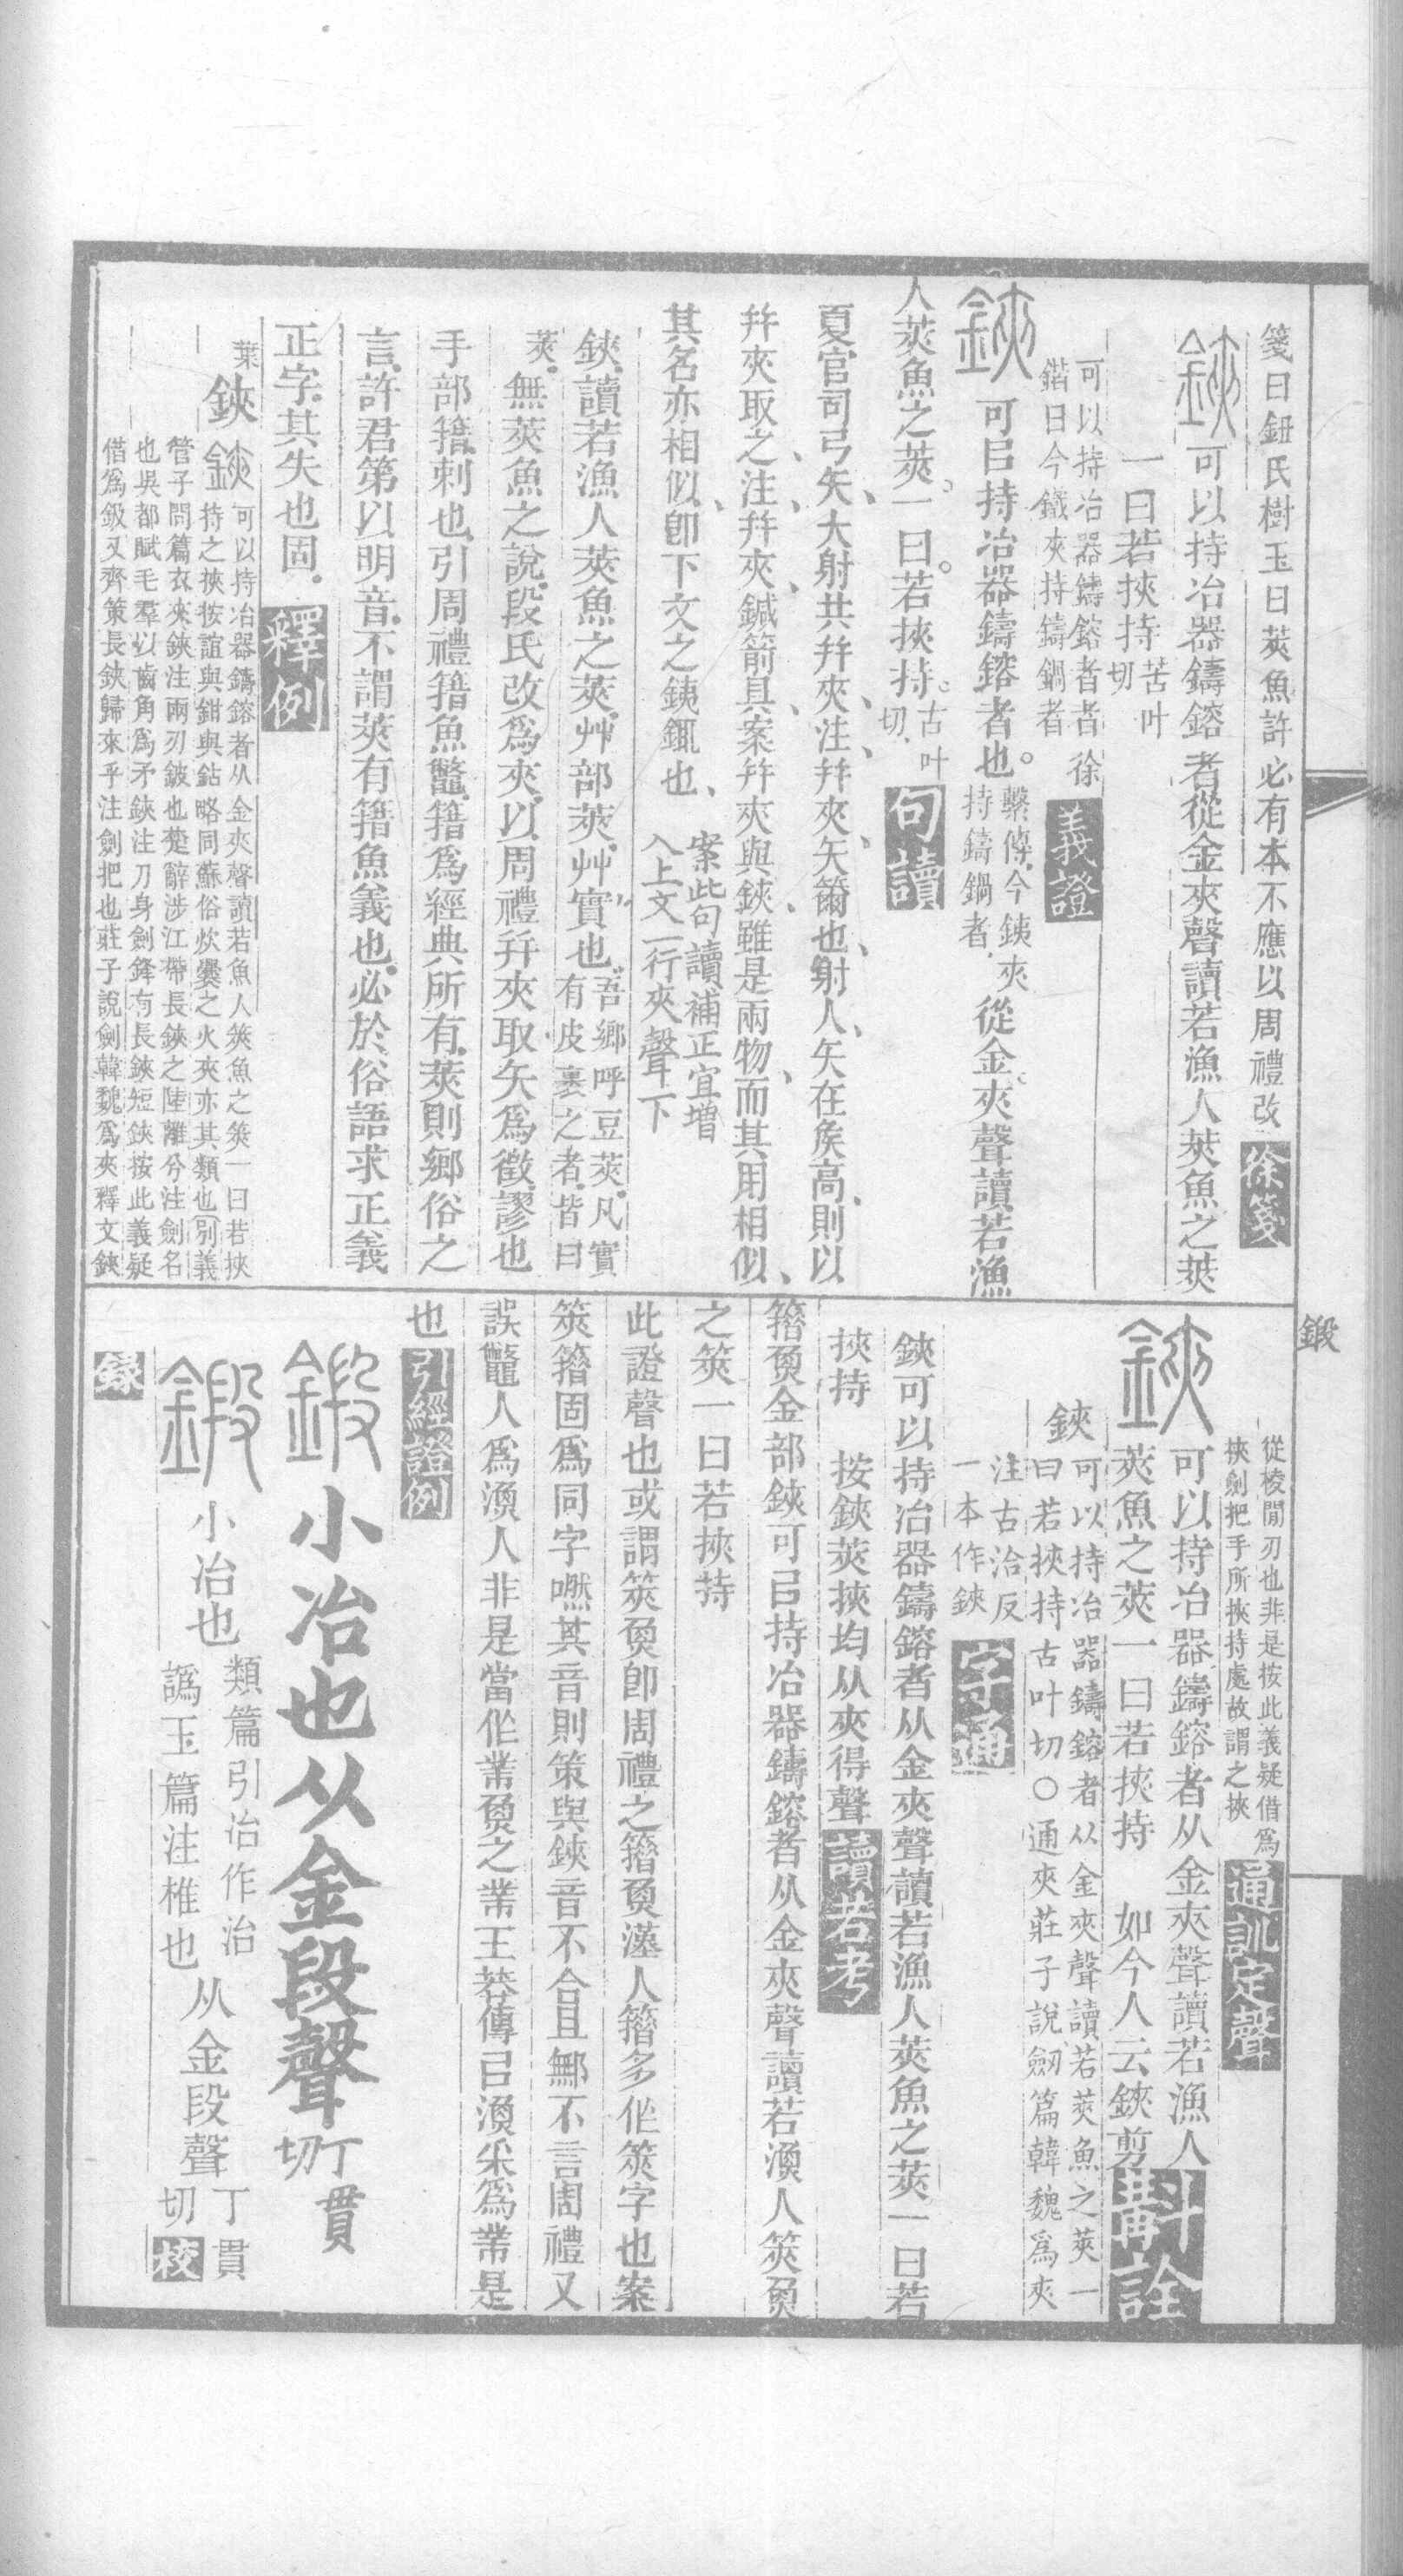 箋曰鈕氏樹玉曰莢魚許必有本不應以周禮改
徐箋
鋏可以持冶器鑄鎔者從金夾聲讀若漁人莢魚之莢
一曰若挾持苦叶切
可以持冶器鑄鎔者者徐
鍇曰今鐵夾持鑄鍋者
義證
鋏可㠯持冶器鑄鎔者也。繫傳今銕夾持鑄鍋者從金夾聲讀若漁
人莢魚之莢。一曰若挾持。古叶切
句讀
夏官司弓矢大射共幷夾注幷夾矢籋也射人矢在矦高則以
幷夾取之注幷夾鍼箭具案幷夾與鋏雖是兩物而其用相似
其名亦相似卽下文之銕鉔也案此句讀補正宜增
入上文一行夾聲下
鋏讀若漁人莢魚之莢艸部莢艸實也吾鄉呼豆莢凡實
有皮裹之者皆曰
莢無莢魚之說段氏改爲夾以周禮幷夾取矢爲徵謬也
手部籍刺也引周禮籍魚鼈籍爲經典所有莢則鄉俗之
言許君第以明音不謂莢有籍魚義也必於俗語求正義
正字其失也固
釋例
葉
鋏
鋏可以持冶器鑄鎔者从金夾聲讀若魚人筴魚之筴一曰若挾
持之挾按誼與鉗與鉆略同蘇俗炊爨之火夾亦其類也別義
管子問篇衣夾鋏注兩刃鈹也楚辭涉江帶長鋏之陸離兮注劍名
也吳都賦毛羣以齒角爲矛鋏注刀身劍鋒有長鋏短鋏按此義疑
借爲鈒又齊策長鋏歸來乎注劍把也莊子說劍韓魏爲夾釋文鋏
從棱閒刃也非是按此義疑借爲
挾劍把手所挾持處故謂之挾
通訓定聲
鋏可以持冶器鑄鎔者从金夾聲讀若漁人
莢魚之莢一曰若挾持　如今人云鋏剪
斠詮
鋏可以持冶器鑄鎔者从金夾聲讀若莢魚之莢一
曰若挾持古叶切○通夾莊子說劒篇韓魏爲夾
注古洽反
一本作鋏
字通
鋏可以持冶器鑄鎔者从金夾聲讀若漁人莢魚之莢一曰若
挾持　按鋏莢挾均从夾得聲
讀若考
籍𩵋金部鋏可㠯持冶器鑄鎔者从金夾聲讀若漁人筴𩵋
之筴一曰若挾持
此證聲也或謂筴𩵋卽周禮之籍𩵋漢人籍多作筴字也案
筴籍固爲同字嘫其音則策與鋏音不合且鄦不言周禮又
誤鼈人爲漁人非是當作業𩵋之業王莽傳㠯漁采爲業是
也
引經證例
鍛小冶也从金段聲丁貫切
鍛小冶也類篇引冶作治
譌玉篇注椎也从金段聲丁貫切
校
錄
鍛